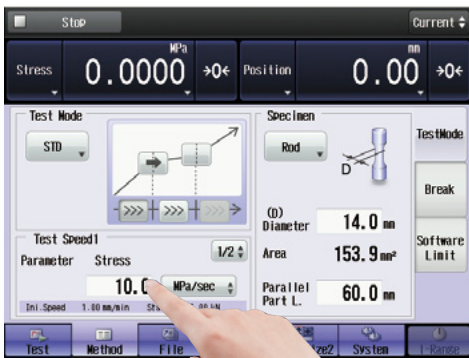 Stop
Current
Stress
MPa
0.0000
→0←
Position
mm
0.00
→0←
Test Mode
STD
Specimen
Rod
D
(D)
Diameter
14.0 mm
Area
153.9 mm²
Parallel
Part L.
60.0 mm
TestMode
Break
Software
Limit
Test Speed1
1/2
Parameter
Stress
10.0
MPa/sec
Ini.Speed 1.00 mm/min
kN
Test
Method
File
System
I-Range